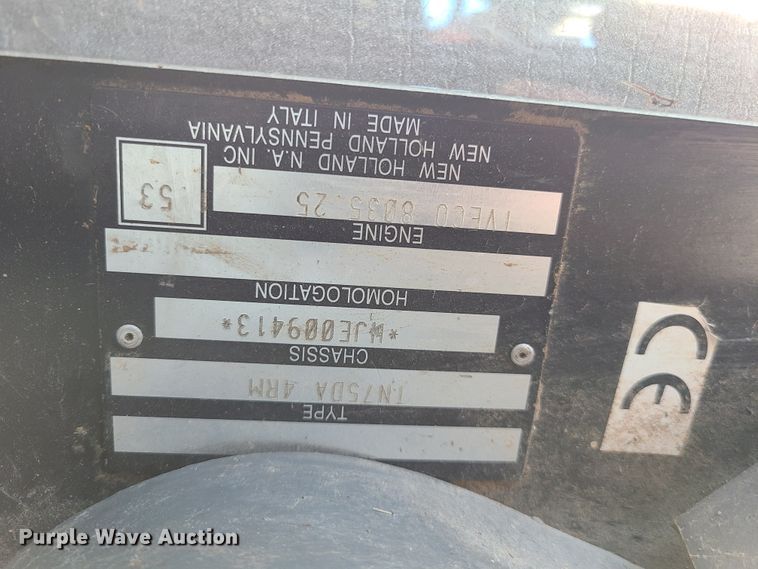 TYPE
TN75DA 4RM
CHASSIS
*HJE009413*
HOMOLOGATION
ENGINE
IVECO 8035.25
53
NEW HOLLAND N.A. INC
NEW HOLLAND PENNSYLVANIA
MADE IN ITALY
CE
Purple Wave Auction